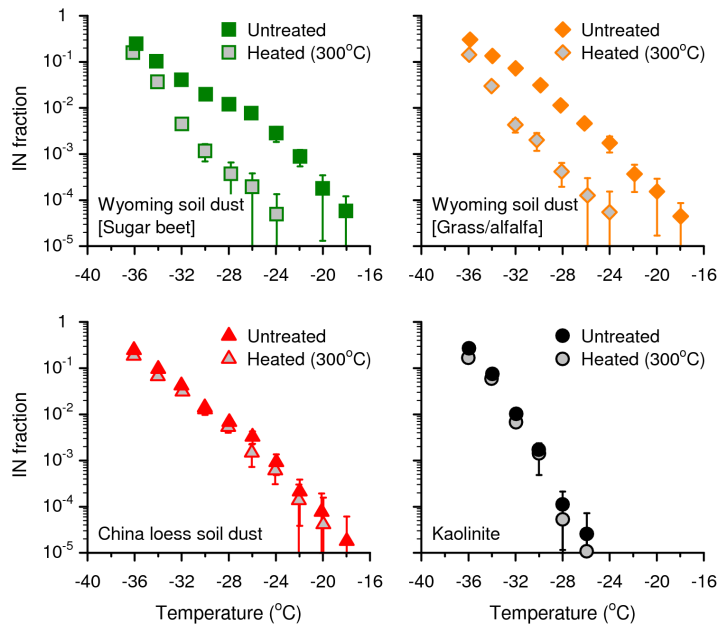 1
10⁻¹
10⁻²
10⁻³
10⁻⁴
10⁻⁵
IN fraction
Untreated
Heated (300°C)
Wyoming soil dust
[Sugar beet]
-40 -36 -32 -28 -24 -20 -16
Untreated
Heated (300°C)
Wyoming soil dust
[Grass/alfalfa]
-40 -36 -32 -28 -24 -20 -16
1
10⁻¹
10⁻²
10⁻³
10⁻⁴
10⁻⁵
IN fraction
Untreated
Heated (300°C)
China loess soil dust
-40 -36 -32 -28 -24 -20 -16
Temperature (°C)
Untreated
Heated (300°C)
Kaolinite
-40 -36 -32 -28 -24 -20 -16
Temperature (°C)